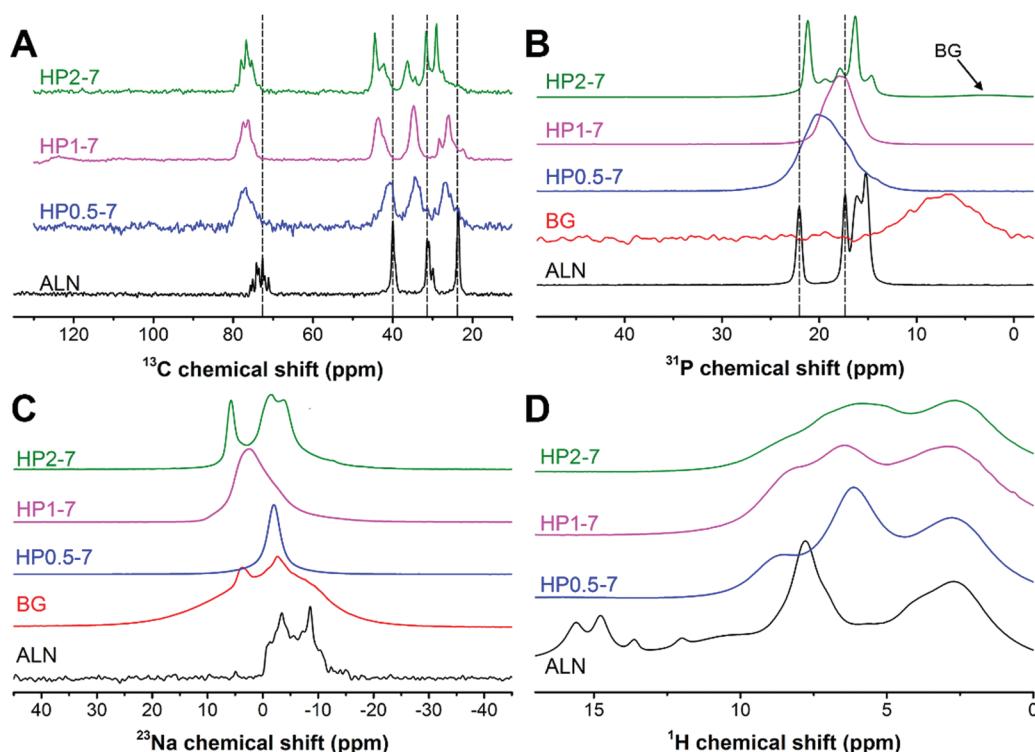 A
HP2-7
HP1-7
HP0.5-7
ALN
120 100 80 60 40 20
¹³C chemical shift (ppm)
B
BG
HP2-7
HP1-7
HP0.5-7
BG
ALN
40 30 20 10 0
³¹P chemical shift (ppm)
C
HP2-7
HP1-7
HP0.5-7
BG
ALN
40 30 20 10 0 -10 -20 -30 -40
²³Na chemical shift (ppm)
D
HP2-7
HP1-7
HP0.5-7
ALN
15 10 5 0
¹H chemical shift (ppm)